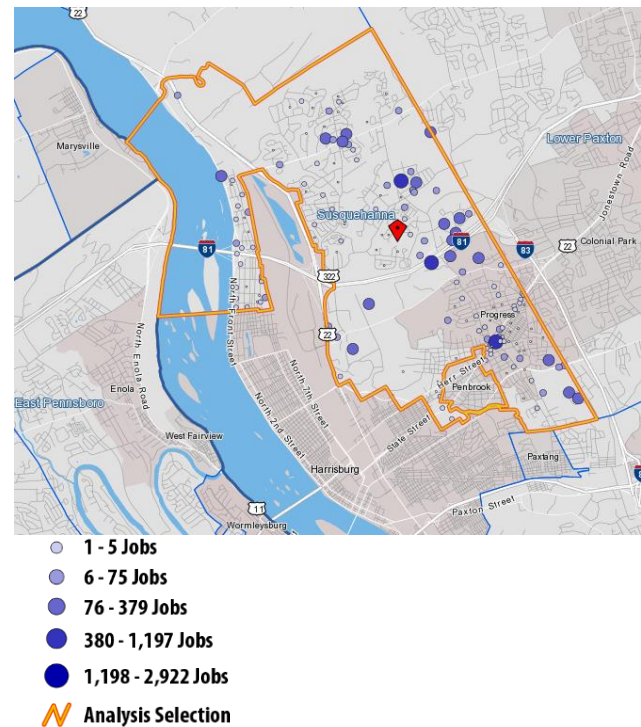 22
Marysville
Lower Paxton
Jonestown Road
Susquehanna
81
81
83
22
Colonial Park
322
22
Progress
North Front Street
North Enola Road
Enola
East Pennsboro
North 7th Street
North 2nd Street
Herr Street
Penbrook
State Street
West Fairview
Harrisburg
Paxtang
11
Wormleysburg
Paxton Street
1 - 5 Jobs
6 - 75 Jobs
76 - 379 Jobs
380 - 1,197 Jobs
1,198 - 2,922 Jobs
Analysis Selection